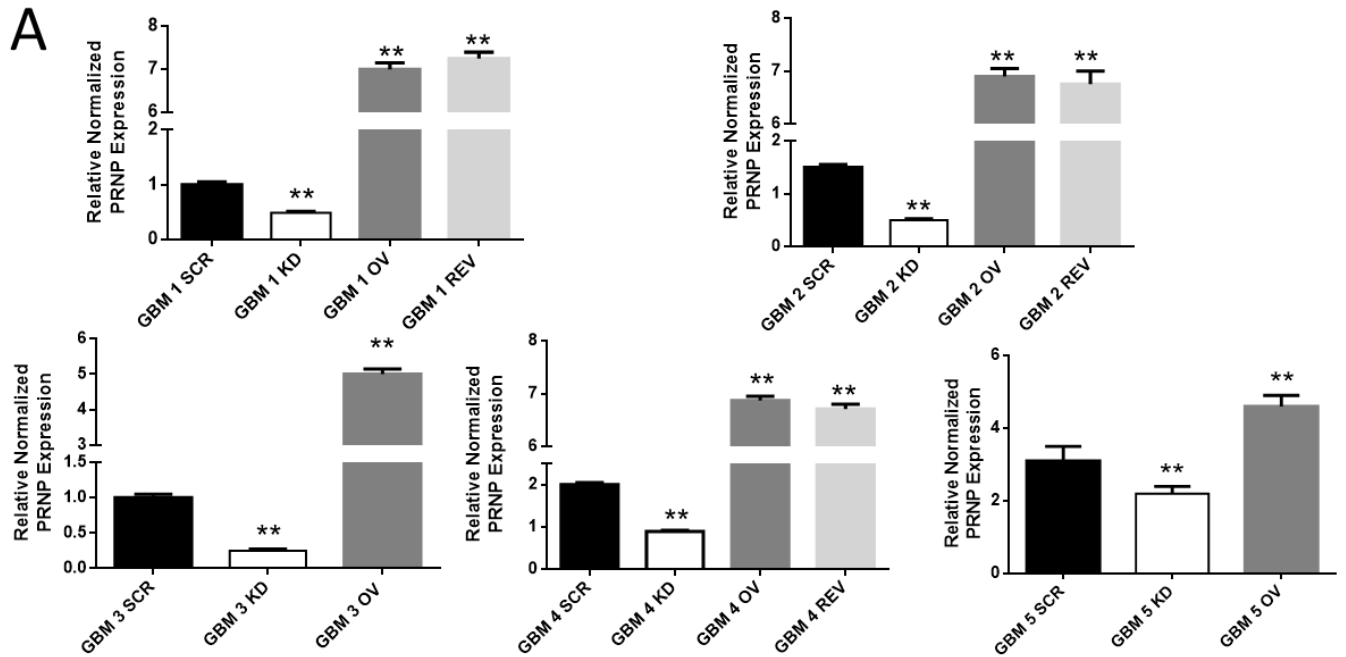 A
Relative Normalized
PRNP Expression
8
7
6
2
1
0
**
**
**
GBM 1 SCR
GBM 1 KD
GBM 1 OV
GBM 1 REV
Relative Normalized
PRNP Expression
8
7
6
2
1
0
**
**
**
GBM 2 SCR
GBM 2 KD
GBM 2 OV
GBM 2 REV
Relative Normalized
PRNP Expression
6
5
4
3
1.5
1.0
0.5
0.0
**
**
GBM 3 SCR
GBM 3 KD
GBM 3 OV
Relative Normalized
PRNP Expression
8
7
6
2
1
0
**
**
**
GBM 4 SCR
GBM 4 KD
GBM 4 OV
GBM 4 REV
Relative Normalized
PRNP Expression
6
4
2
0
**
**
GBM 5 SCR
GBM 5 KD
GBM 5 OV